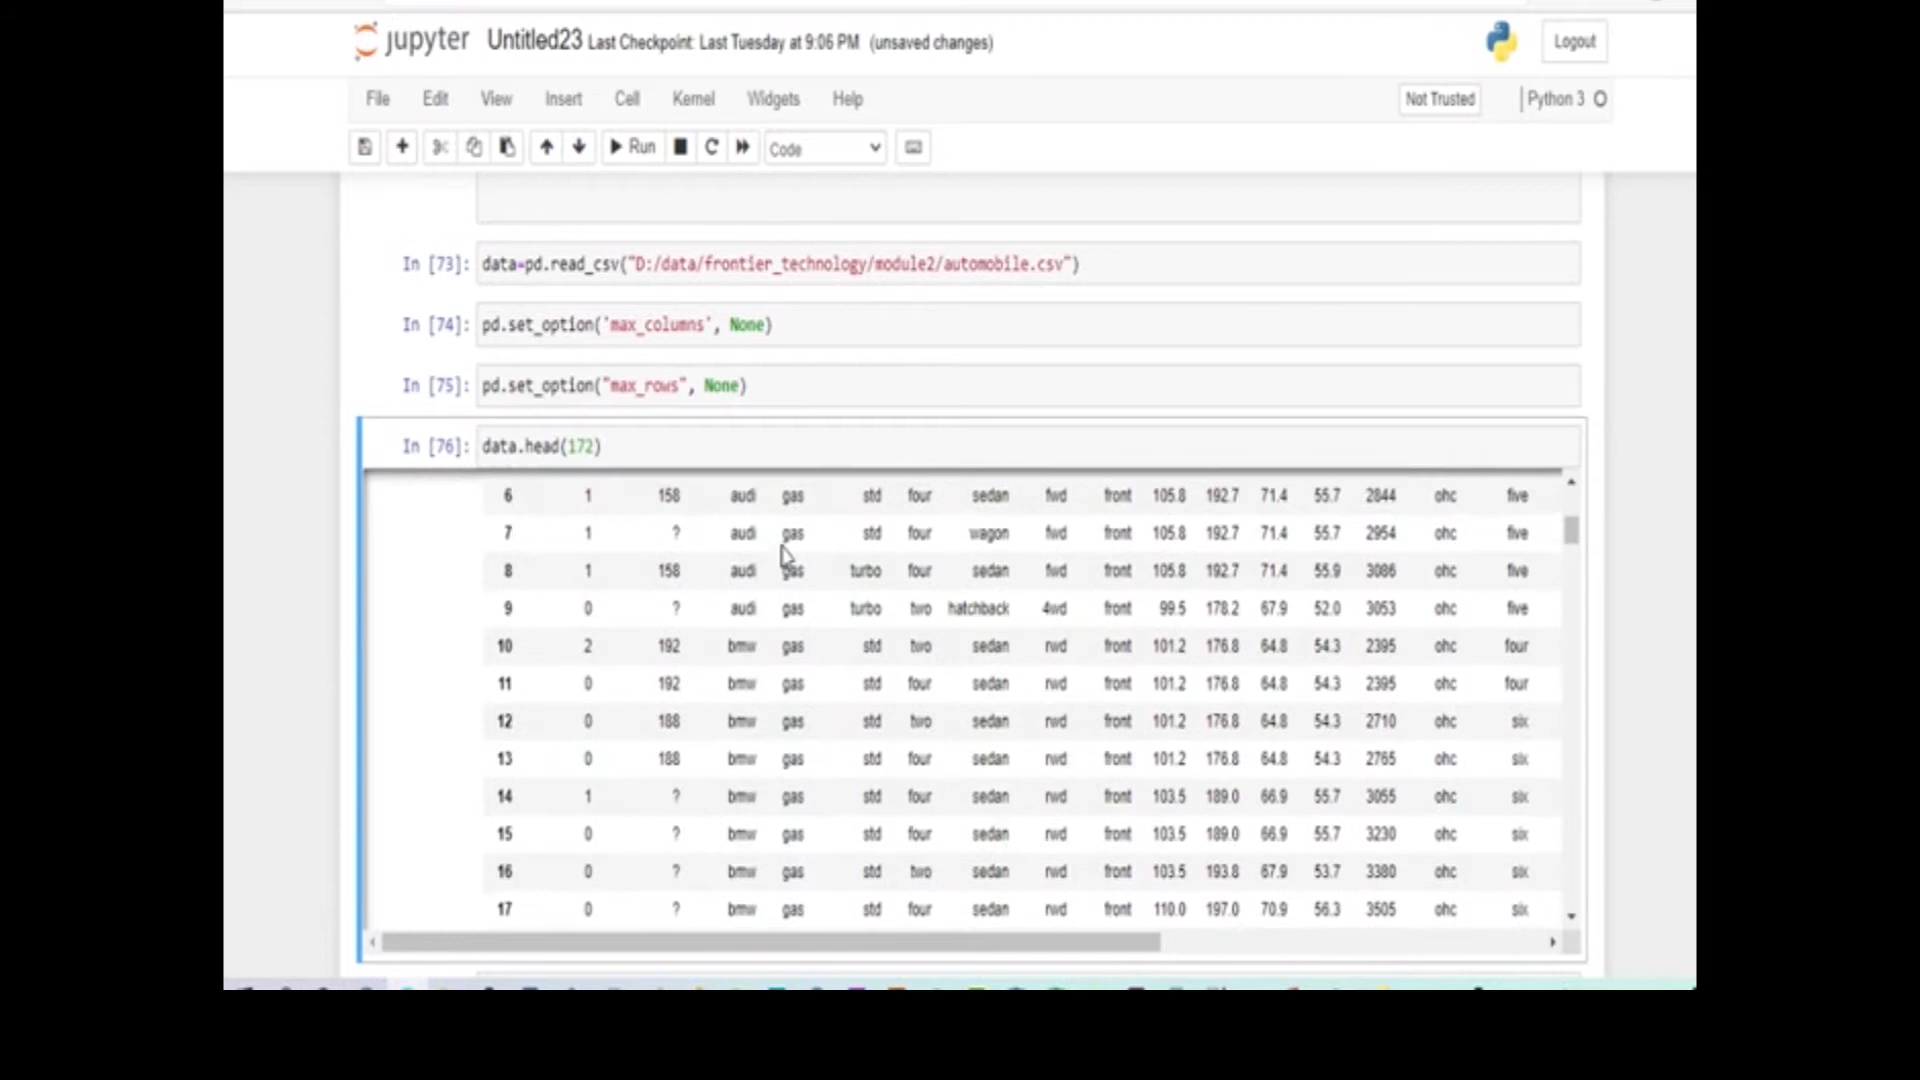 jupyter Untitled23 Last Checkpoint: Last Tuesday at 9:06 PM (unsaved changes) Logout
File Edit View Insert Cell Kernel Widgets Help Not Trusted Python 3
Run Code
In [73]: data=pd.read_csv("D:/data/frontier_technology/module2/automobile.csv")
In [74]: pd.set_option('max_columns', None)
In [75]: pd.set_option("max_rows", None)
In [76]: data.head(172)
6 1 158 audi gas std four sedan fwd front 105.8 192.7 71.4 55.7 2844 ohc five
7 1 ? audi gas std four wagon fwd front 105.8 192.7 71.4 55.7 2954 ohc five
8 1 158 audi gas turbo four sedan fwd front 105.8 192.7 71.4 55.9 3086 ohc five
9 0 ? audi gas turbo two hatchback 4wd front 99.5 178.2 67.9 52.0 3053 ohc five
10 2 192 bmw gas std two sedan rwd front 101.2 176.8 64.8 54.3 2395 ohc four
11 0 192 bmw gas std four sedan rwd front 101.2 176.8 64.8 54.3 2395 ohc four
12 0 188 bmw gas std two sedan rwd front 101.2 176.8 64.8 54.3 2710 ohc six
13 0 188 bmw gas std four sedan rwd front 101.2 176.8 64.8 54.3 2765 ohc six
14 1 ? bmw gas std four sedan rwd front 103.5 189.0 66.9 55.7 3055 ohc six
15 0 ? bmw gas std four sedan rwd front 103.5 189.0 66.9 55.7 3230 ohc six
16 0 ? bmw gas std two sedan rwd front 103.5 193.8 67.9 53.7 3380 ohc six
17 0 ? bmw gas std four sedan rwd front 110.0 197.0 70.9 56.3 3505 ohc six